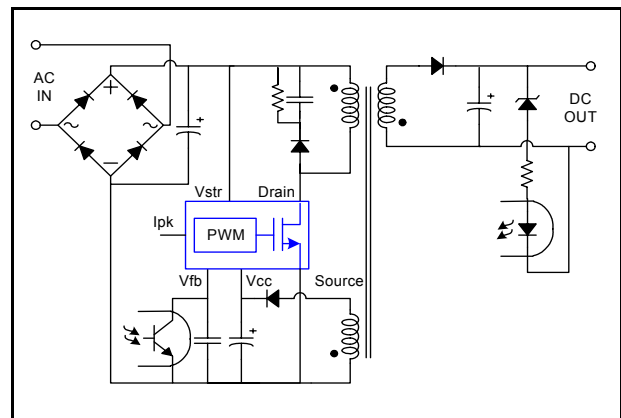 AC
IN
+
~
~
−
+
+
DC
OUT
Vstr
Drain
Ipk
PWM
Vfb
Vcc
Source
+